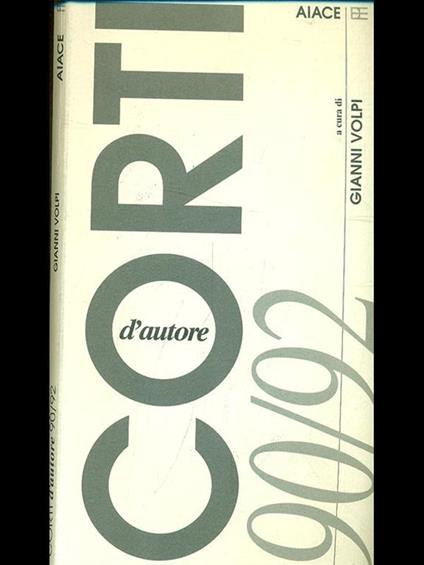 AIACE
CORTI
d'autore
90/92
a cura di
GIANNI VOLPI
AIACE
GIANNI VOLPI
CORTI d'autore 90/92